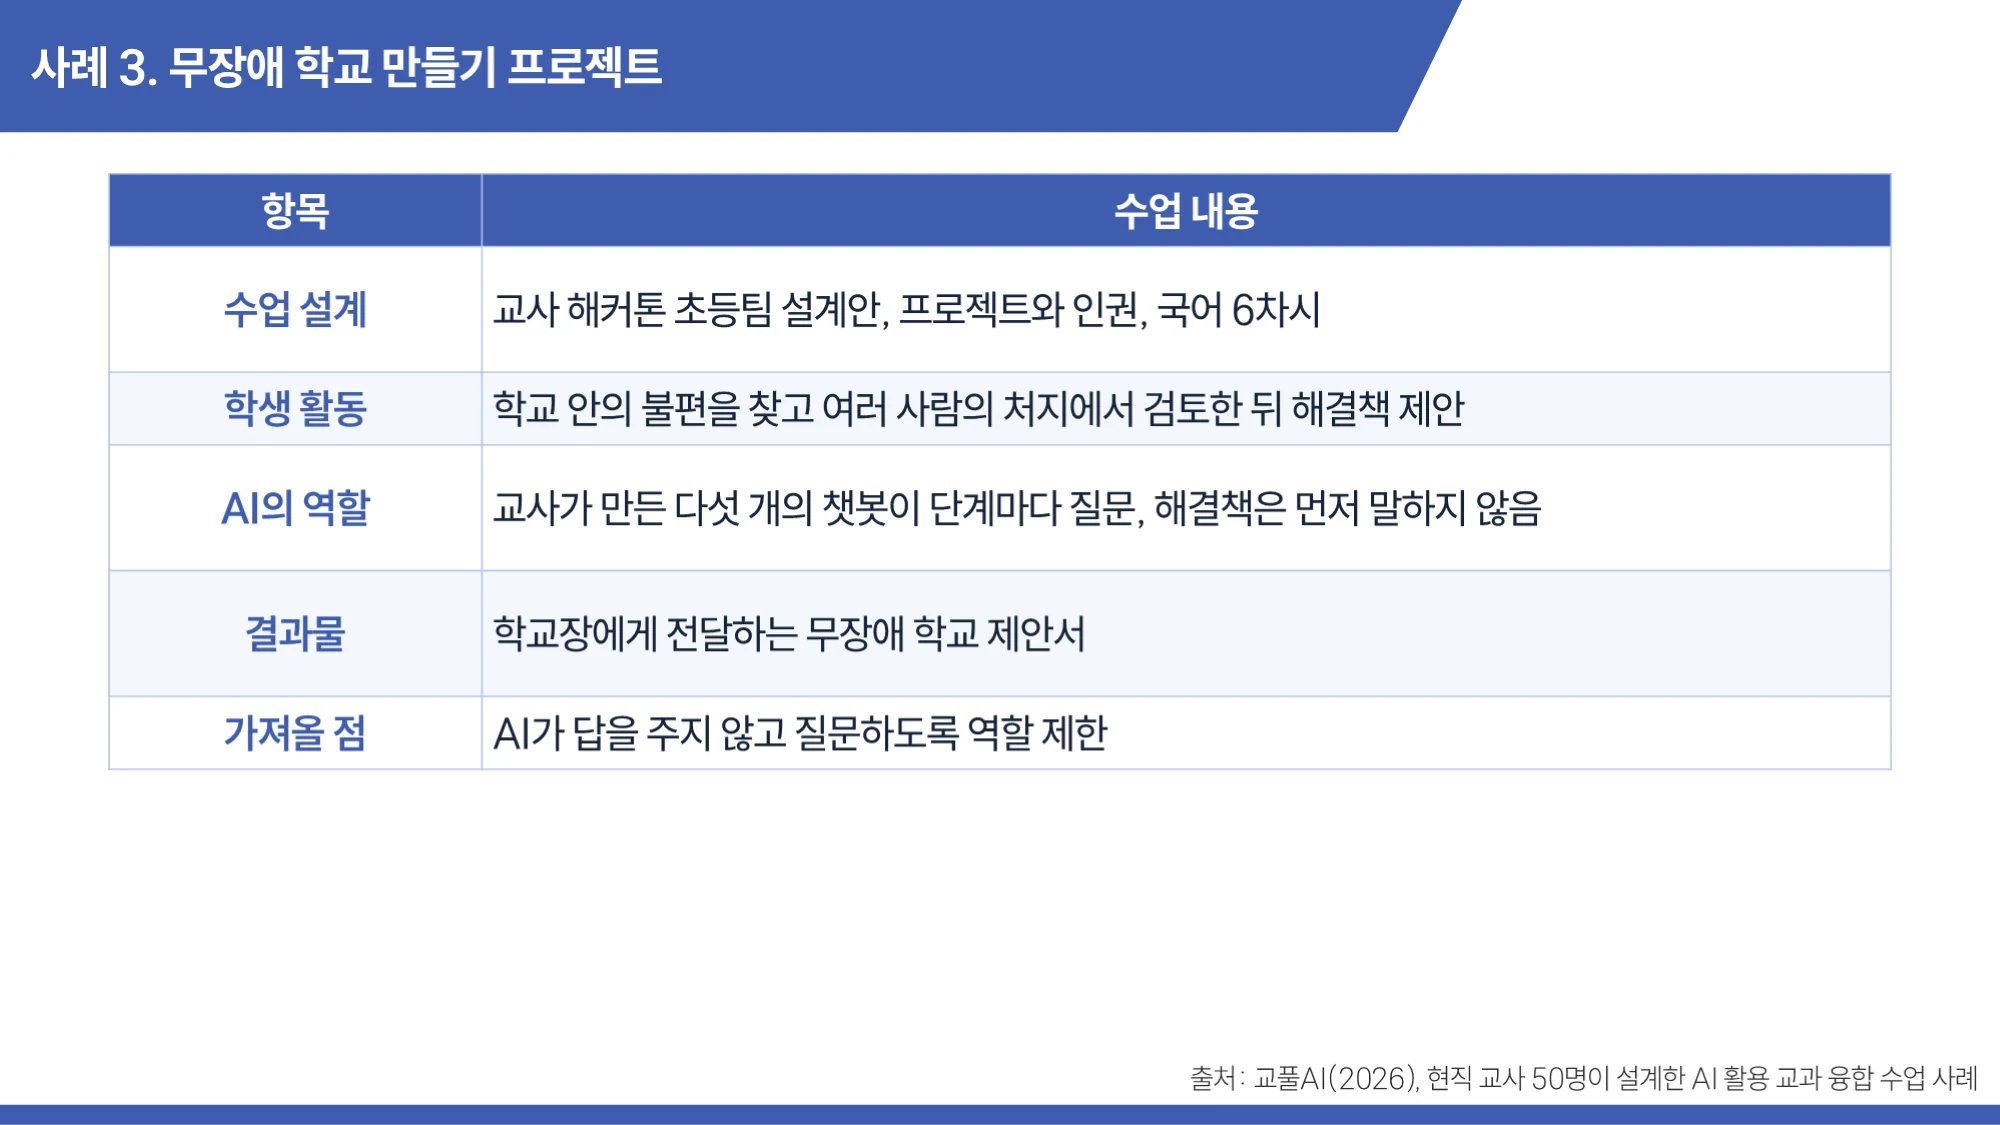 사례 3. 무장애 학교 만들기 프로젝트
항목
수업 내용
수업 설계
교사 해커톤 초등팀 설계안, 프로젝트와 인권, 국어 6차시
학생 활동
학교 안의 불편을 찾고 여러 사람의 처지에서 검토한 뒤 해결책 제안
AI의 역할
교사가 만든 다섯 개의 챗봇이 단계마다 질문, 해결책은 먼저 말하지 않음
결과물
학교장에게 전달하는 무장애 학교 제안서
가져올 점
AI가 답을 주지 않고 질문하도록 역할 제한
출처: 교풀AI(2026), 현직 교사 50명이 설계한 AI 활용 교과 융합 수업 사례